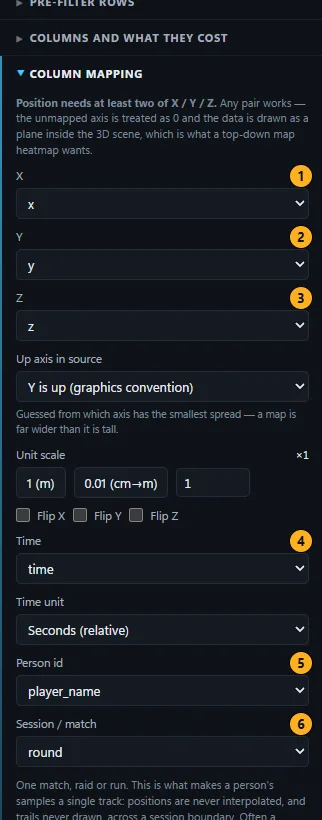 ▶ PRE-FILTER ROWS
▶ COLUMNS AND WHAT THEY COST
▼ COLUMN MAPPING
Position needs at least two of X / Y / Z. Any pair works —
the unmapped axis is treated as 0 and the data is drawn as a
plane inside the 3D scene, which is what a top-down map
heatmap wants.
X 1
x
Y 2
y
Z 3
z
Up axis in source
Y is up (graphics convention)
Guessed from which axis has the smallest spread — a map is
far wider than it is tall.
Unit scale ×1
1 (m) 0.01 (cm→m) 1
Flip X Flip Y Flip Z
Time 4
time
Time unit
Seconds (relative)
Person id 5
player_name
Session / match 6
round
One match, raid or run. This is what makes a person's
samples a single track: positions are never interpolated, and
trails never drawn, across a session boundary. Often a